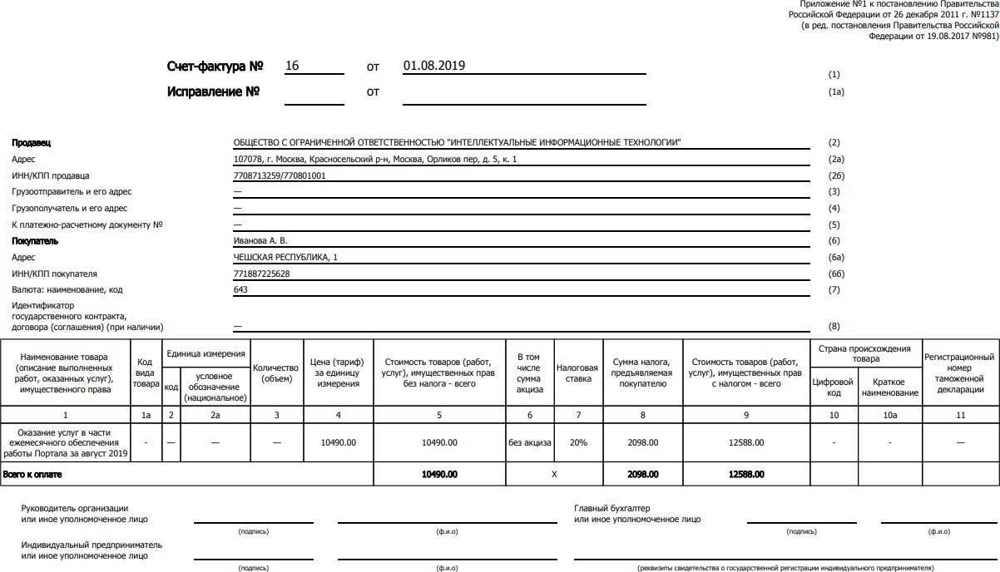 Приложение №1 к постановлению Правительства
Российской Федерации от 26 декабря 2011 г. №1137
(в ред. постановления Правительства Российской
Федерации от 19.08.2017 №981)
Счет-фактура № 16 от 01.08.2019 (1)
Исправление № от (1а)
Продавец ОБЩЕСТВО С ОГРАНИЧЕННОЙ ОТВЕТСТВЕННОСТЬЮ "ИНТЕЛЛЕКТУАЛЬНЫЕ ИНФОРМАЦИОННЫЕ ТЕХНОЛОГИИ" (2)
Адрес 107078, г. Москва, Красносельский р-н, Москва, Орликов пер, д. 5, к. 1 (2а)
ИНН/КПП продавца 7708713259/770801001 (2б)
Грузоотправитель и его адрес — (3)
Грузополучатель и его адрес — (4)
К платежно-расчетному документу № — (5)
Покупатель Иванова А. В. (6)
Адрес ЧЕШСКАЯ РЕСПУБЛИКА, 1 (6а)
ИНН/КПП покупателя 771887225628 (6б)
Валюта: наименование, код 643 (7)
Идентификатор
государственного контракта,
договора (соглашения) (при наличии) — (8)
Наименование товара
(описание выполненных
работ, оказанных услуг),
имущественного права
Код
вида
товара
Единица измерения
код
условное
обозначение
(национальное)
Количество
(объем)
Цена (тариф)
за единицу
измерения
Стоимость товаров (работ,
услуг), имущественных прав
без налога - всего
В том
числе
сумма
акциза
Налоговая
ставка
Сумма налога,
предъявляемая
покупателю
Стоимость товаров (работ,
услуг), имущественных прав
с налогом - всего
Страна происхождения
товара
Цифровой
код
Краткое
наименование
Регистрационный
номер
таможенной
декларации
1 1а 2 2а 3 4 5 6 7 8 9 10 10а 11
Оказание услуг в части
ежемесячного обеспечения
работы Портала за август 2019
- — — — 10490.00 10490.00 без акциза 20% 2098.00 12588.00 - - —
Всего к оплате 10490.00 Х 2098.00 12588.00
Руководитель организации
или иное уполномоченное лицо
(подпись) (ф.и.о)
Главный бухгалтер
или иное уполномоченное лицо
(подпись) (ф.и.о)
Индивидуальный предприниматель
или иное уполномоченное лицо
(подпись) (ф.и.о) (реквизиты свидетельства о государственной регистрации индивидуального предпринимателя)